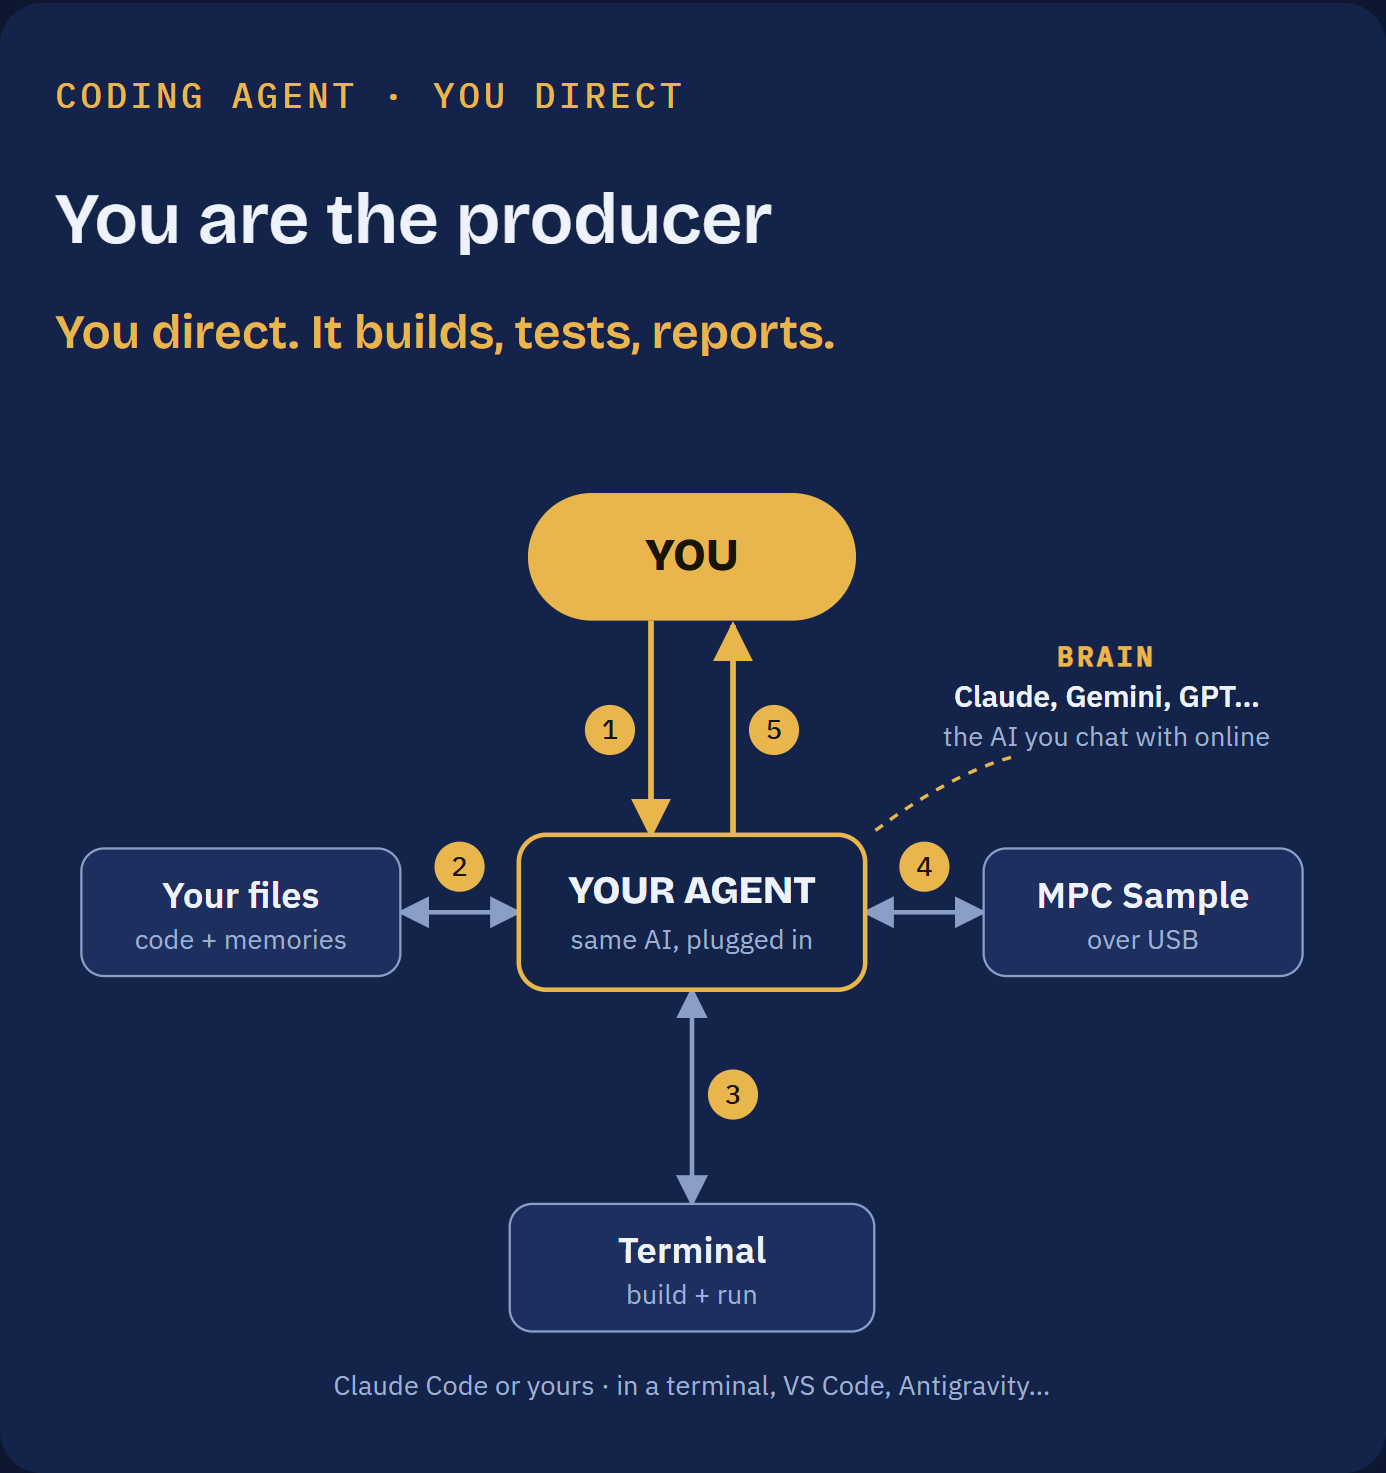 CODING AGENT · YOU DIRECT
You are the producer
You direct. It builds, tests, reports.
YOU
BRAIN
Claude, Gemini, GPT...
the AI you chat with online
1
5
2
4
Your files
code + memories
YOUR AGENT
same AI, plugged in
MPC Sample
over USB
3
Terminal
build + run
Claude Code or yours · in a terminal, VS Code, Antigravity...